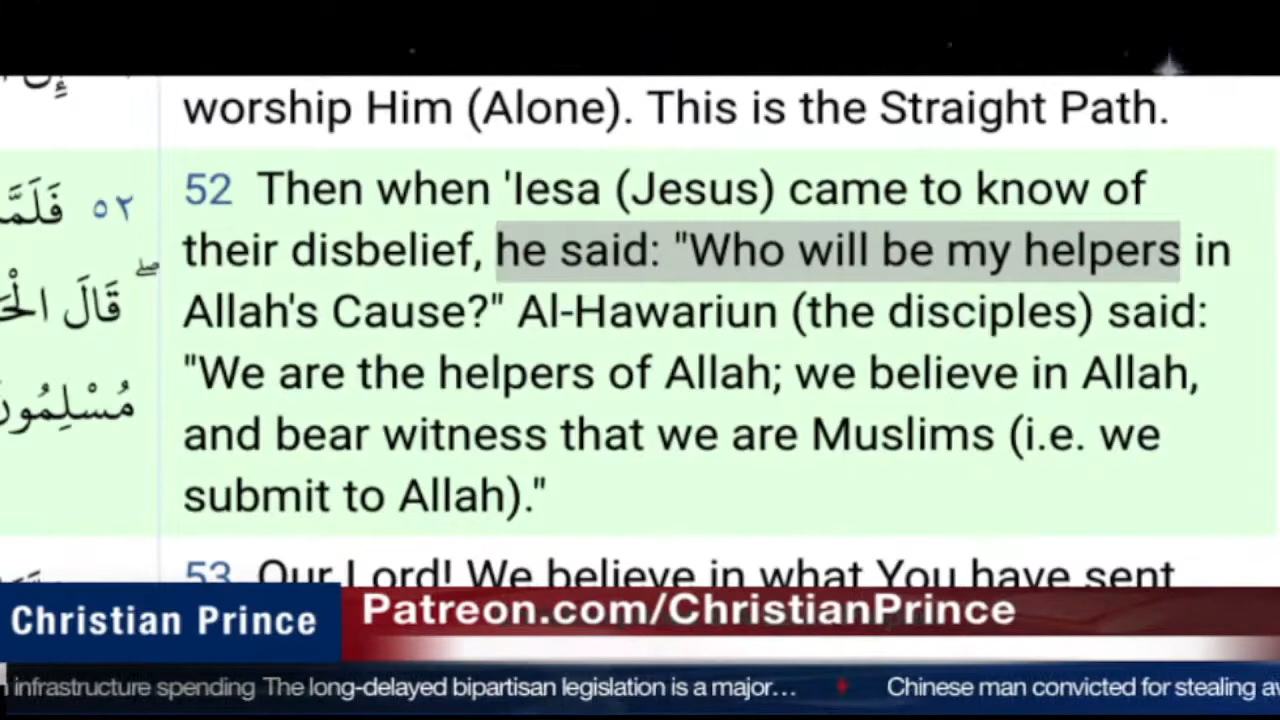 worship Him (Alone). This is the Straight Path.
52 Then when 'Iesa (Jesus) came to know of
their disbelief, he said: "Who will be my helpers in
Allah's Cause?" Al-Hawariun (the disciples) said:
"We are the helpers of Allah; we believe in Allah,
and bear witness that we are Muslims (i.e. we
submit to Allah)."
٥٢ فَلَمَّا
قَالَ
مُسْلِمُونَ
53 Our Lord! We believe in what You have sent
Christian Prince
Patreon.com/ChristianPrince
infrastructure spending The long-delayed bipartisan legislation is a major... Chinese man convicted for stealing